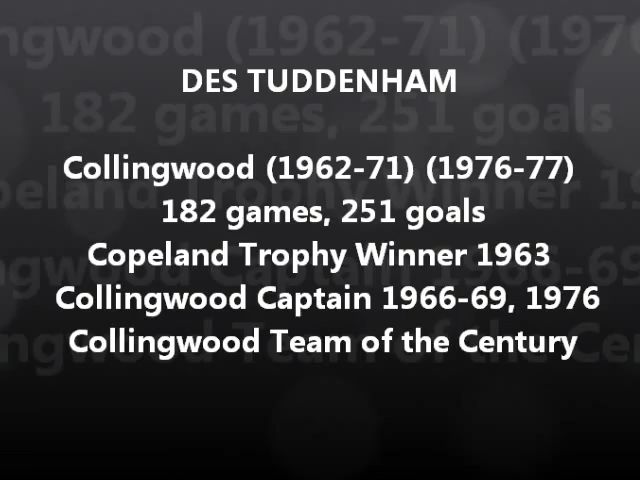 DES TUDDENHAM
Collingwood (1962-71) (1976-77)
182 games, 251 goals
Copeland Trophy Winner 1963
Collingwood Captain 1966-69, 1976
Collingwood Team of the Century